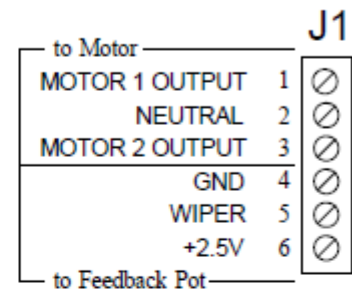 J1
to Motor
MOTOR 1 OUTPUT 1
NEUTRAL 2
MOTOR 2 OUTPUT 3
GND 4
WIPER 5
+2.5V 6
to Feedback Pot